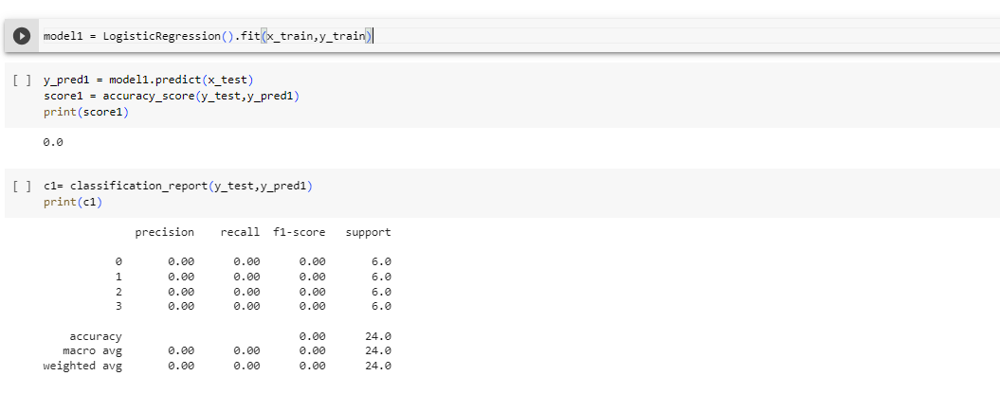 model1 = LogisticRegression().fit(x_train,y_train)
[ ] y_pred1 = model1.predict(x_test)
score1 = accuracy_score(y_test,y_pred1)
print(score1)
0.0
[ ] c1= classification_report(y_test,y_pred1)
print(c1)
precision recall f1-score support
0 0.00 0.00 0.00 6.0
1 0.00 0.00 0.00 6.0
2 0.00 0.00 0.00 6.0
3 0.00 0.00 0.00 6.0
accuracy 0.00 24.0
macro avg 0.00 0.00 0.00 24.0
weighted avg 0.00 0.00 0.00 24.0